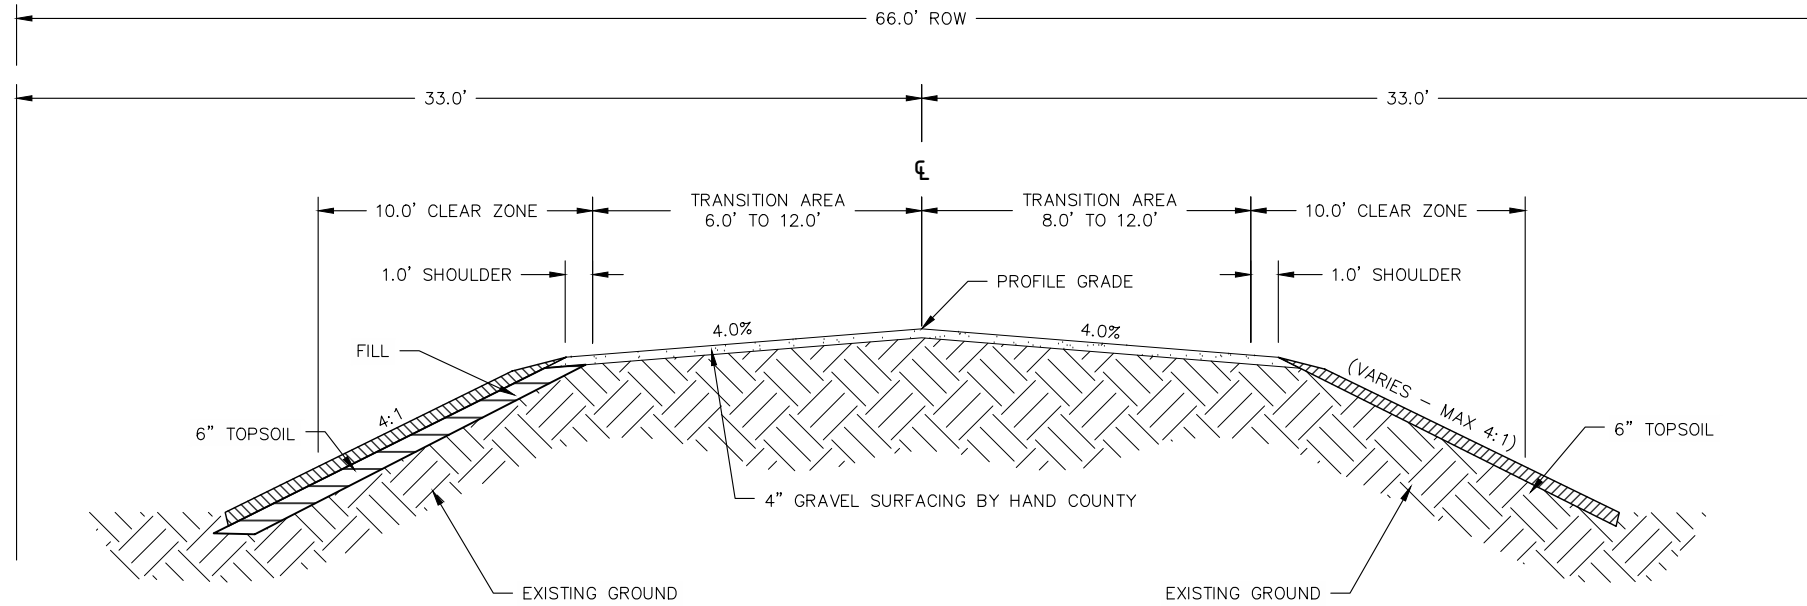 66.0' ROW
33.0'
33.0'
℄
10.0' CLEAR ZONE
TRANSITION AREA
6.0' TO 12.0'
TRANSITION AREA
8.0' TO 12.0'
10.0' CLEAR ZONE
1.0' SHOULDER
1.0' SHOULDER
PROFILE GRADE
4.0%
4.0%
FILL
(VARIES - MAX 4:1)
4:1
6" TOPSOIL
6" TOPSOIL
4" GRAVEL SURFACING BY HAND COUNTY
EXISTING GROUND
EXISTING GROUND